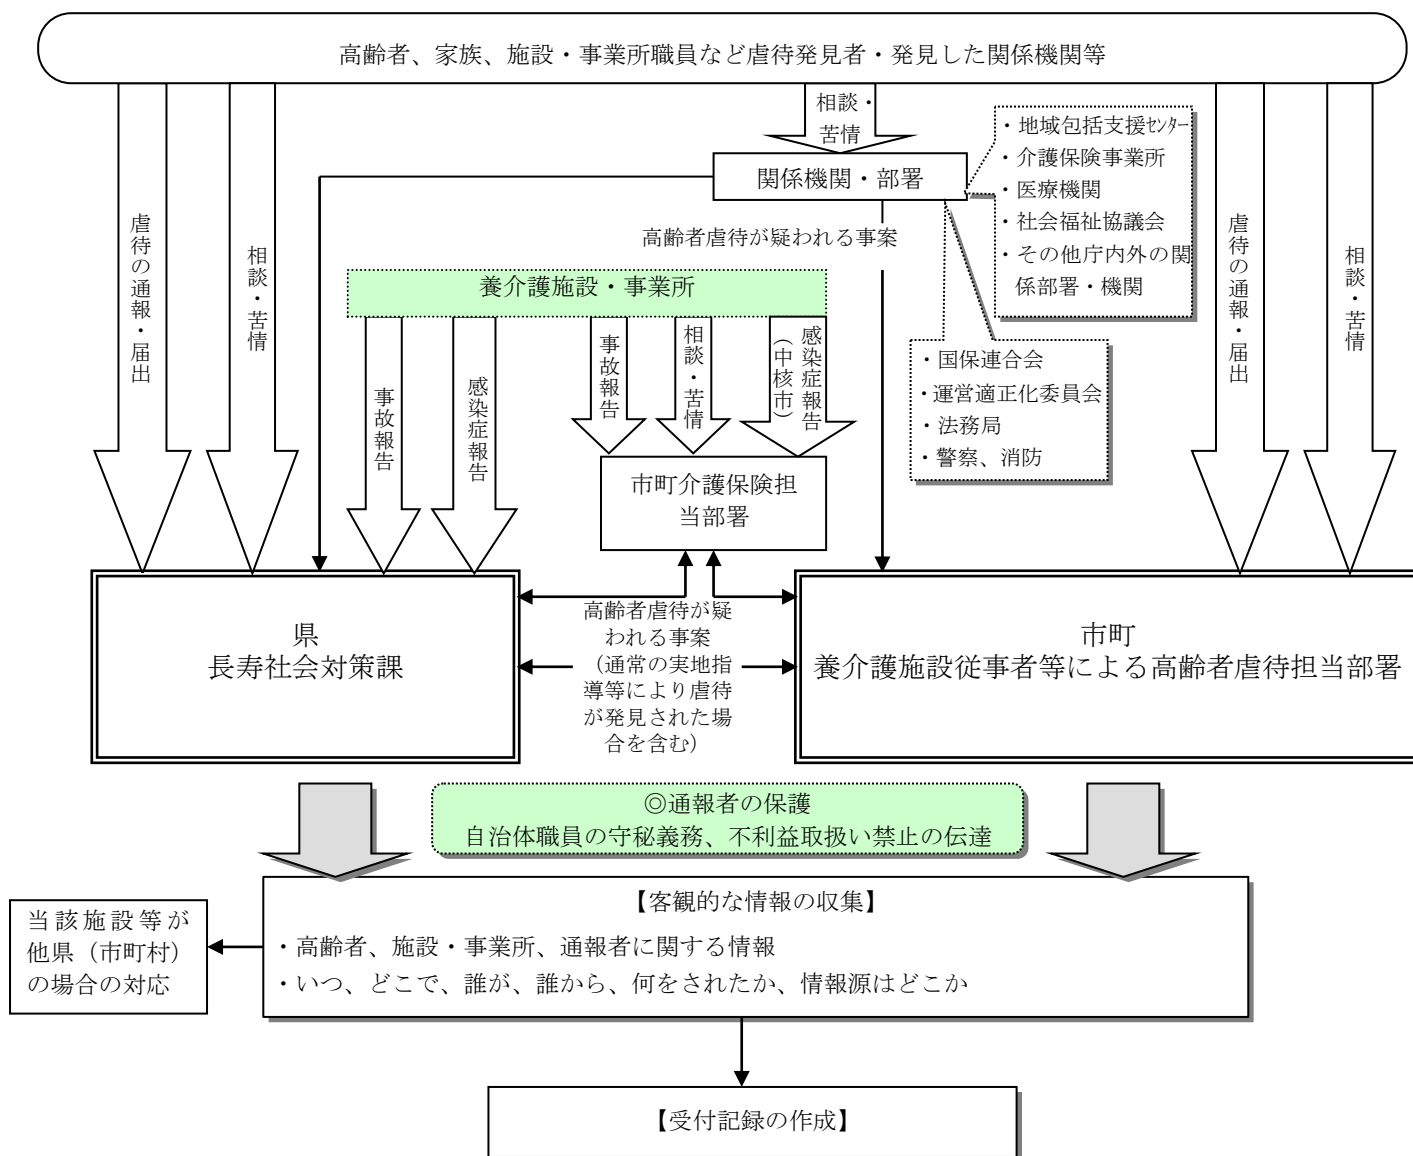 高齢者、家族、施設・事業所職員など虐待発見者・発見した関係機関等
虐待の通報・届出
相談・苦情
相談・
苦情
関係機関・部署
・地域包括支援ｾﾝﾀｰ
・介護保険事業所
・医療機関
・社会福祉協議会
・その他庁内外の関
係部署・機関
虐待の通報・届出
相談・苦情
高齢者虐待が疑われる事案
養介護施設・事業所
事故報告
感染症報告
事故報告
相談・苦情
感染症報告
（中核市）
・国保連合会
・運営適正化委員会
・法務局
・警察、消防
市町介護保険担
当部署
県
長寿社会対策課
高齢者虐待が疑
われる事案
（通常の実地指
導等により虐待
が発見された場
合を含む）
市町
養介護施設従事者等による高齢者虐待担当部署
◎通報者の保護
自治体職員の守秘義務、不利益取扱い禁止の伝達
【客観的な情報の収集】
・高齢者、施設・事業所、通報者に関する情報
・いつ、どこで、誰が、誰から、何をされたか、情報源はどこか
当該施設等が
他県（市町村）
の場合の対応
【受付記録の作成】